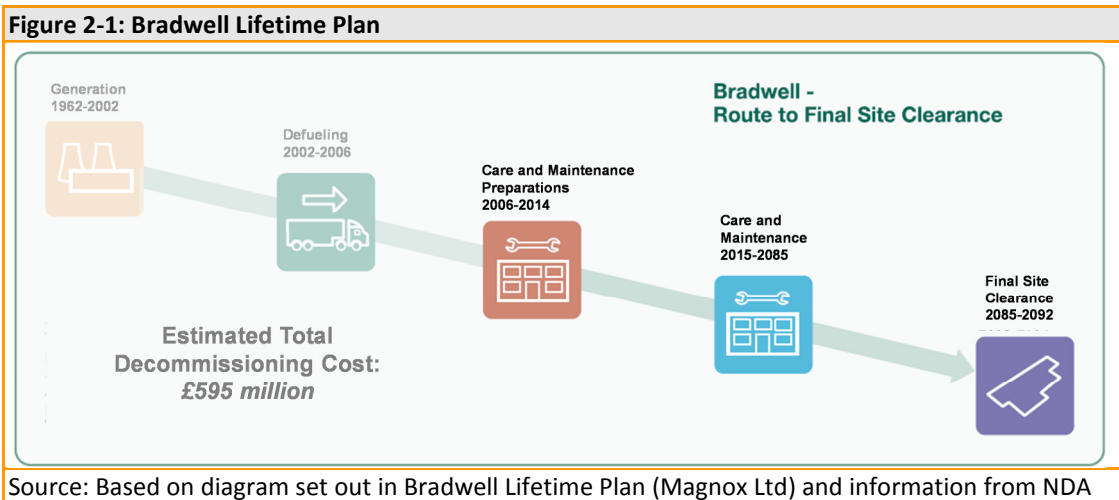 Figure 2-1: Bradwell Lifetime Plan
Generation
1962-2002
Bradwell -
Route to Final Site Clearance
Defueling
2002-2006
Care and Maintenance
Preparations
2006-2014
Care and
Maintenance
2015-2085
Final Site
Clearance
2085-2092
Estimated Total
Decommissioning Cost:
£595 million
Source: Based on diagram set out in Bradwell Lifetime Plan (Magnox Ltd) and information from NDA